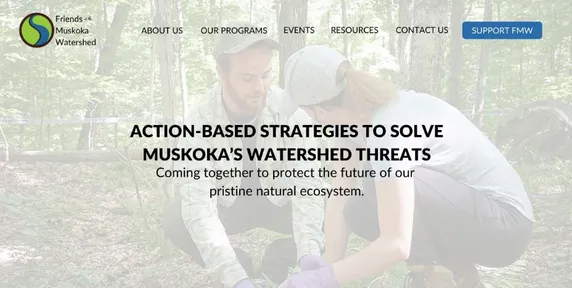 Friends of the
Muskoka
Watershed
ABOUT US
OUR PROGRAMS
EVENTS
RESOURCES
CONTACT US
SUPPORT FMW
ACTION-BASED STRATEGIES TO SOLVE
MUSKOKA'S WATERSHED THREATS
Coming together to protect the future of our
pristine natural ecosystem.